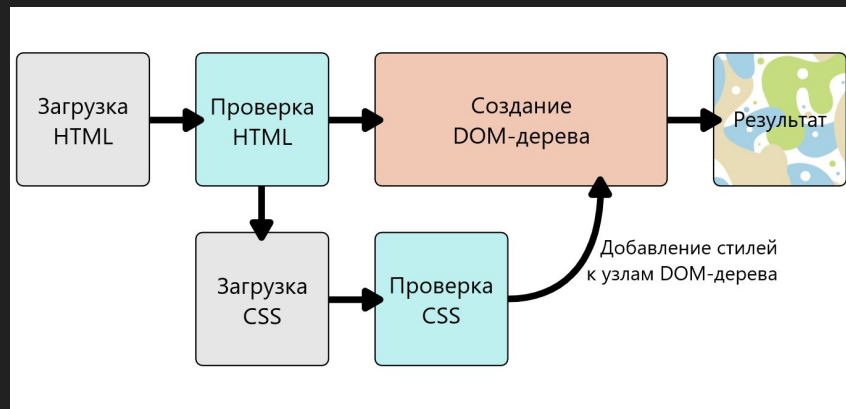 Загрузка
HTML
Проверка
HTML
Создание
DOM-дерева
Результат
Загрузка
CSS
Проверка
CSS
Добавление стилей
к узлам DOM-дерева